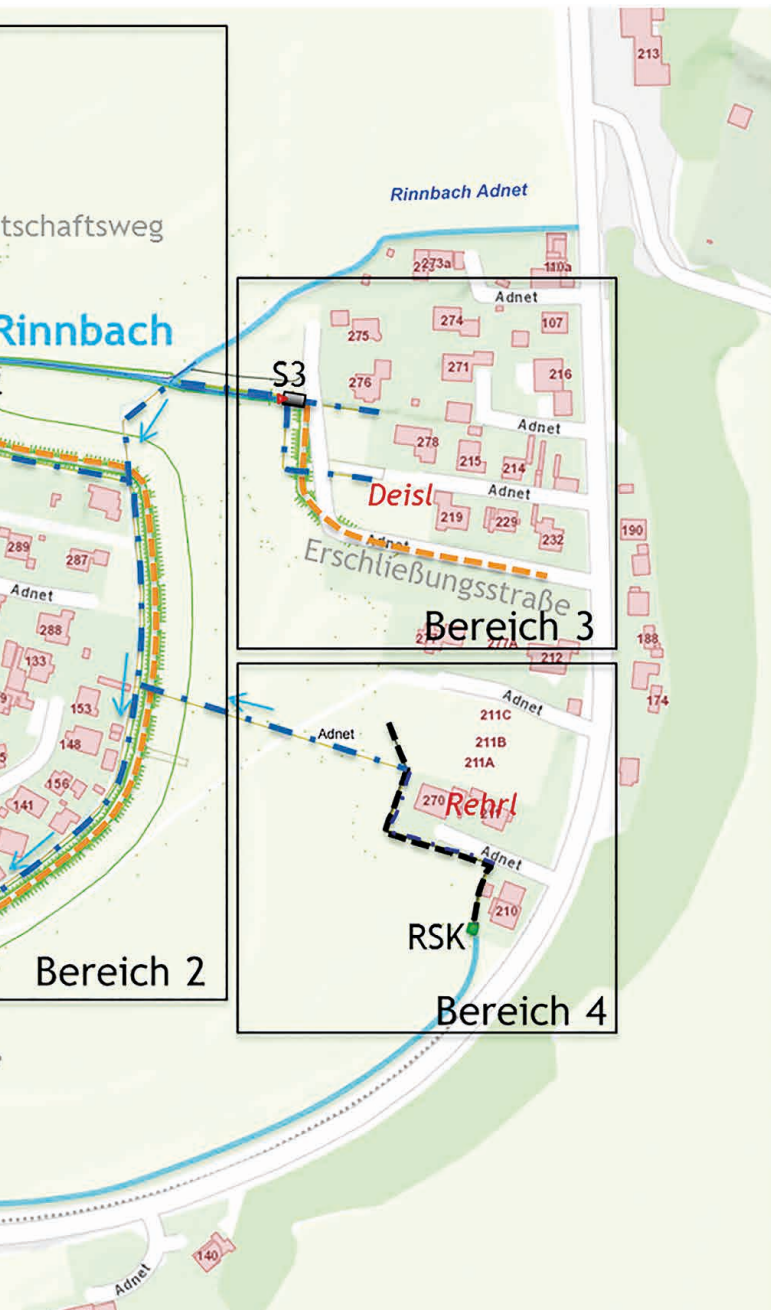 213
Rinnbach Adnet
tschaftsweg
273a
110a
Adnet
Rinnbach
275
274
107
S3
276
271
216
Adnet
278
215
214
Deisl
Adnet
219
229
232
190
289
287
Adnet
Erschließungsstraße
Adnet
288
Bereich 3
277A
188
133
212
174
153
Adnet
211C
148
Adnet
211B
211A
156
141
270
Rehrl
Adnet
210
RSK
Bereich 2
Bereich 4
140
Adnet